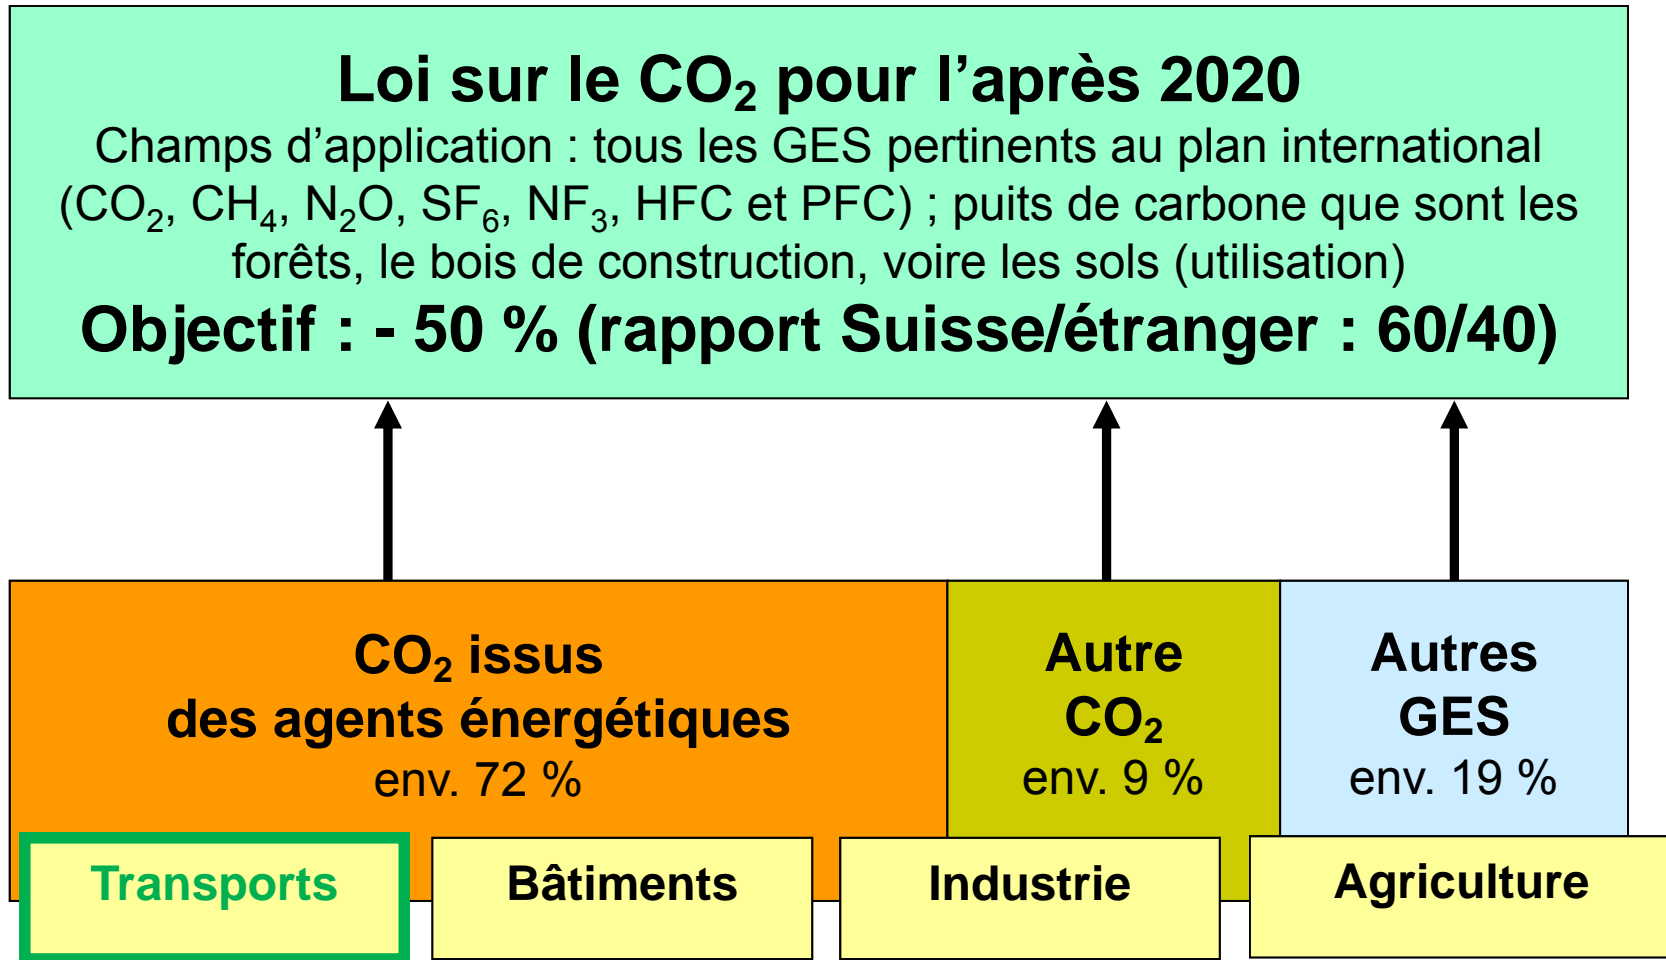 Loi sur le CO₂ pour l’après 2020
Champs d’application : tous les GES pertinents au plan international
(CO₂, CH₄, N₂O, SF₆, NF₃, HFC et PFC) ; puits de carbone que sont les
forêts, le bois de construction, voire les sols (utilisation)
Objectif : - 50 % (rapport Suisse/étranger : 60/40)
CO₂ issus
des agents énergétiques
env. 72 %
Autre
CO₂
env. 9 %
Autres
GES
env. 19 %
Transports
Bâtiments
Industrie
Agriculture